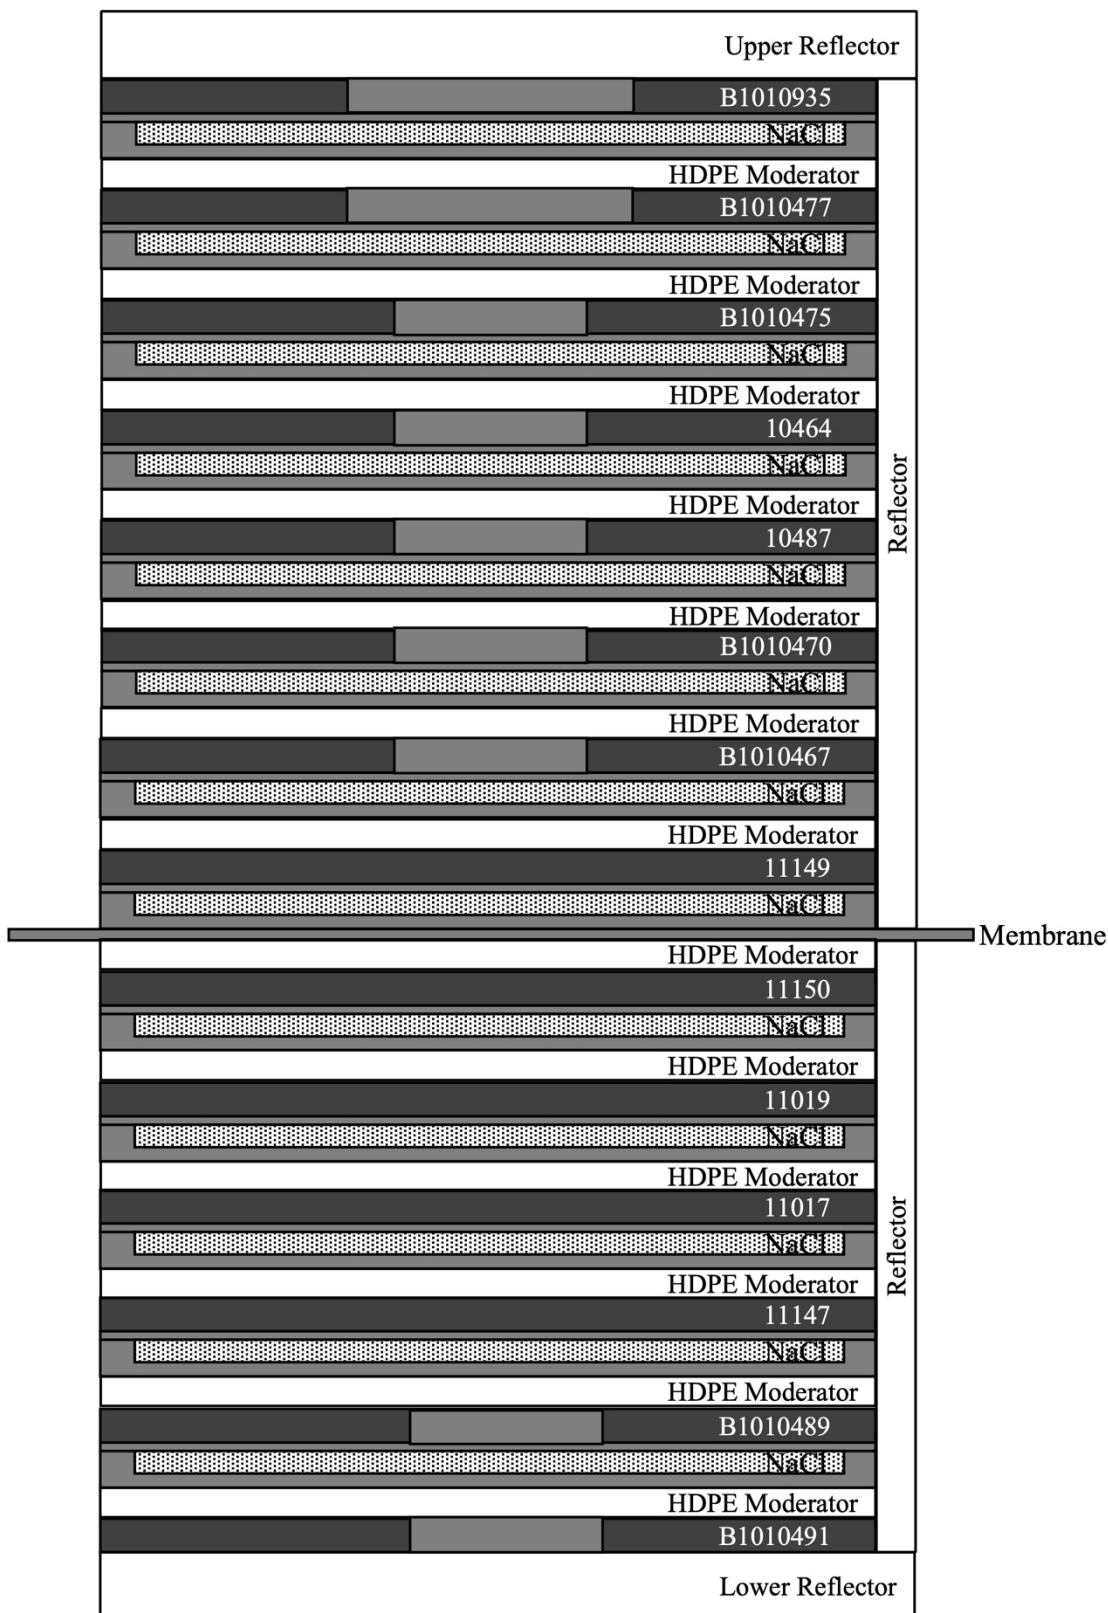 Upper Reflector
B1010935
NaCl
HDPE Moderator
B1010477
NaCl
HDPE Moderator
B1010475
NaCl
HDPE Moderator
10464
NaCl
HDPE Moderator
10487
NaCl
HDPE Moderator
B1010470
NaCl
HDPE Moderator
B1010467
NaCl
HDPE Moderator
11149
NaCl
Reflector
Membrane
HDPE Moderator
11150
NaCl
HDPE Moderator
11019
NaCl
HDPE Moderator
11017
NaCl
HDPE Moderator
11147
NaCl
HDPE Moderator
B1010489
NaCl
HDPE Moderator
B1010491
Reflector
Lower Reflector